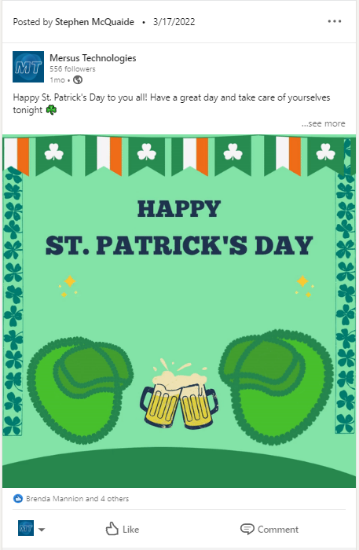 Posted by Stephen McQuaide • 3/17/2022
Mersus Technologies
556 followers
1mo •
Happy St. Patrick's Day to you all! Have a great day and take care of yourselves
tonight
...see more
HAPPY
ST. PATRICK'S DAY
Brenda Mannion and 4 others
Like
Comment
MT